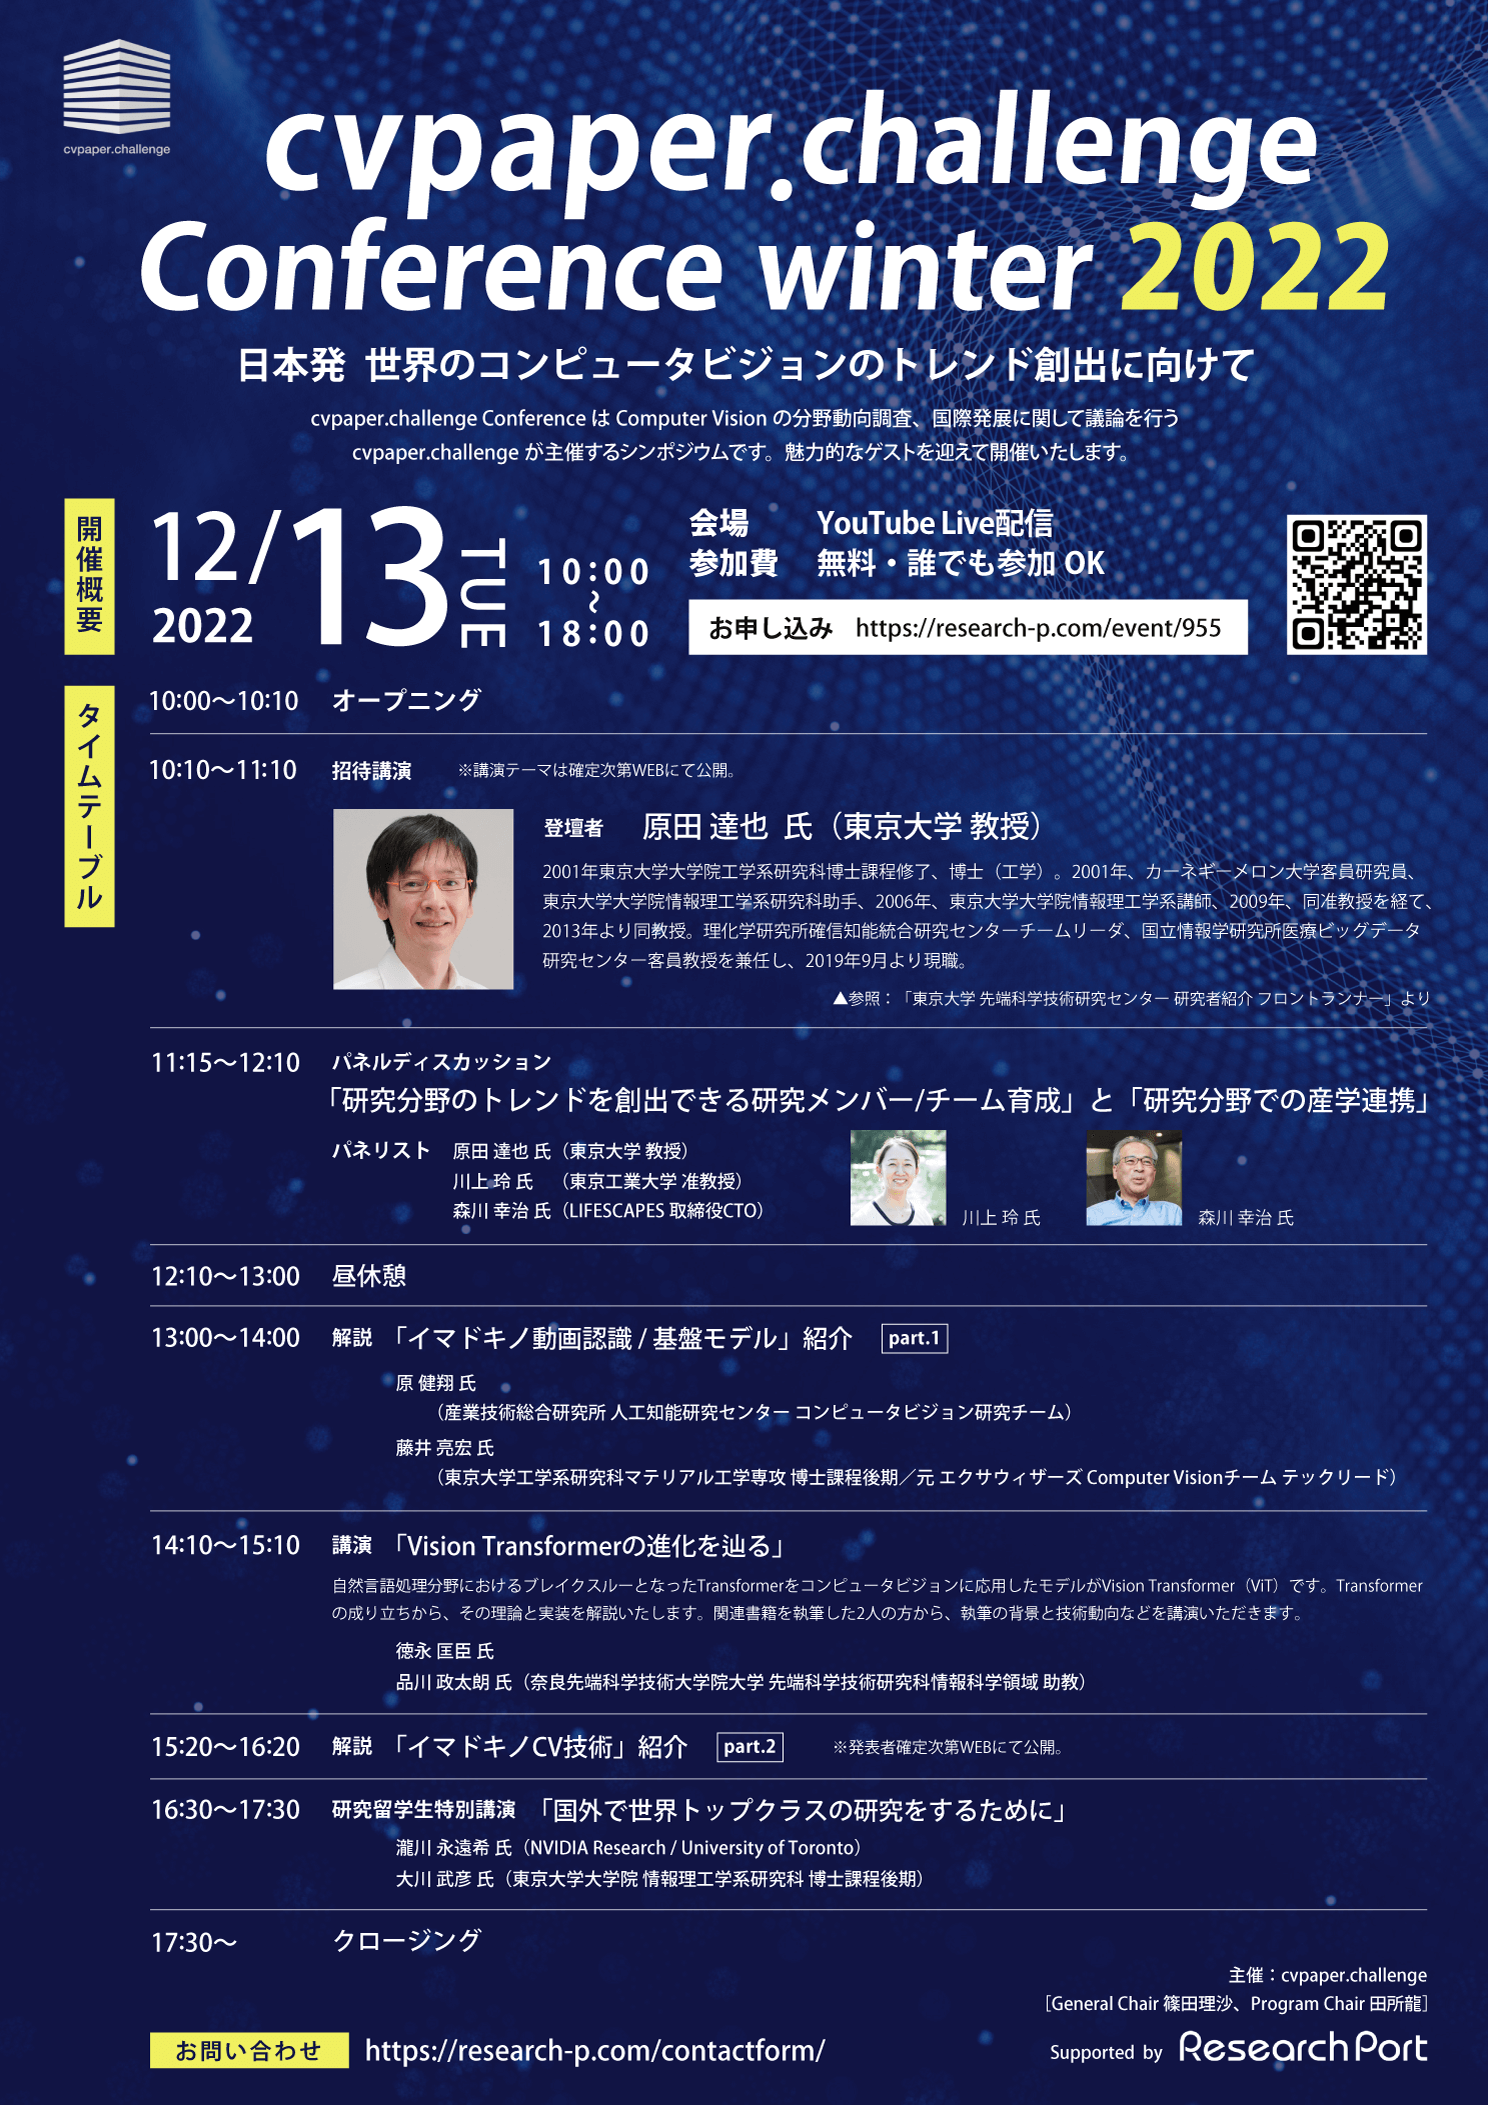 cvpaper.challenge
cvpaper.challenge
Conference winter 2022
日本発 世界のコンピュータビジョンのトレンド創出に向けて
cvpaper.challenge Conference は Computer Vision の分野動向調査、国際発展に関して議論を行う
cvpaper.challenge が主催するシンポジウムです。魅力的なゲストを迎えて開催いたします。
開催概要
12/13 TUE
2022
10:00
〜
18:00
会場 YouTube Live配信
参加費 無料・誰でも参加 OK
お申し込み https://research-p.com/event/955
タイムテーブル
10:00〜10:10 オープニング
10:10〜11:10 招待講演 ※講演テーマは確定次第WEBにて公開。
登壇者 原田 達也 氏（東京大学 教授）
2001年東京大学大学院工学系研究科博士課程修了、博士（工学）。2001年、カーネギーメロン大学客員研究員、
東京大学大学院情報理工学系研究科助手、2006年、東京大学大学院情報理工学系講師、2009年、同准教授を経て、
2013年より同教授。理化学研究所確信知能統合研究センターチームリーダ、国立情報学研究所医療ビッグデータ
研究センター客員教授を兼任し、2019年9月より現職。
▲参照：「東京大学 先端科学技術研究センター 研究者紹介 フロントランナー」より
11:15〜12:10 パネルディスカッション
「研究分野のトレンドを創出できる研究メンバー/チーム育成」と「研究分野での産学連携」
パネリスト 原田 達也 氏（東京大学 教授）
川上 玲 氏 （東京工業大学 准教授）
森川 幸治 氏（LIFESCAPES 取締役CTO）
川上 玲 氏
森川 幸治 氏
12:10〜13:00 昼休憩
13:00〜14:00 解説 「イマドキノ動画認識 / 基盤モデル」紹介 part.1
原 健翔 氏
（産業技術総合研究所 人工知能研究センター コンピュータビジョン研究チーム）
藤井 亮宏 氏
（東京大学工学系研究科マテリアル工学専攻 博士課程後期／元 エクサウィザーズ Computer Visionチーム テックリード）
14:10〜15:10 講演 「Vision Transformerの進化を辿る」
自然言語処理分野におけるブレイクスルーとなったTransformerをコンピュータビジョンに応用したモデルがVision Transformer（ViT）です。Transformer
の成り立ちから、その理論と実装を解説いたします。関連書籍を執筆した2人の方から、執筆の背景と技術動向などを講演いただきます。
徳永 匡臣 氏
品川 政太朗 氏（奈良先端科学技術大学院大学 先端科学技術研究科情報科学領域 助教）
15:20〜16:20 解説 「イマドキノCV技術」紹介 part.2 ※発表者確定次第WEBにて公開。
16:30〜17:30 研究留学生特別講演 「国外で世界トップクラスの研究をするために」
瀧川 永遠希 氏（NVIDIA Research / University of Toronto）
大川 武彦 氏（東京大学大学院 情報理工学系研究科 博士課程後期）
17:30〜 クロージング
主催：cvpaper.challenge
［General Chair 篠田理沙、Program Chair 田所龍］
お問い合わせ https://research-p.com/contactform/
Supported by ResearchPort